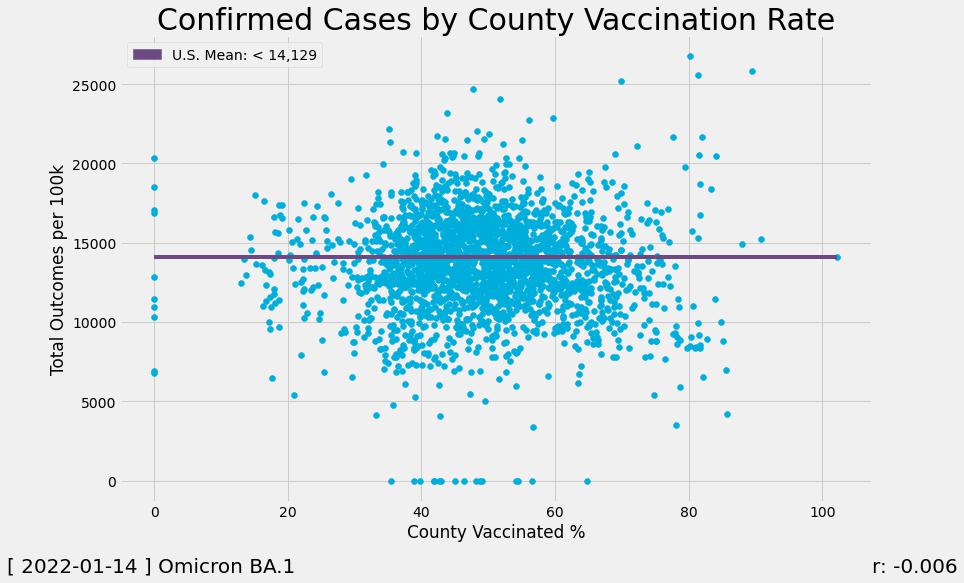 Confirmed Cases by County Vaccination Rate
U.S. Mean: < 14,129
25000
20000
15000
10000
5000
0
Total Outcomes per 100k
0 20 40 60 80 100
County Vaccinated %
[ 2022-01-14 ] Omicron BA.1
r: -0.006